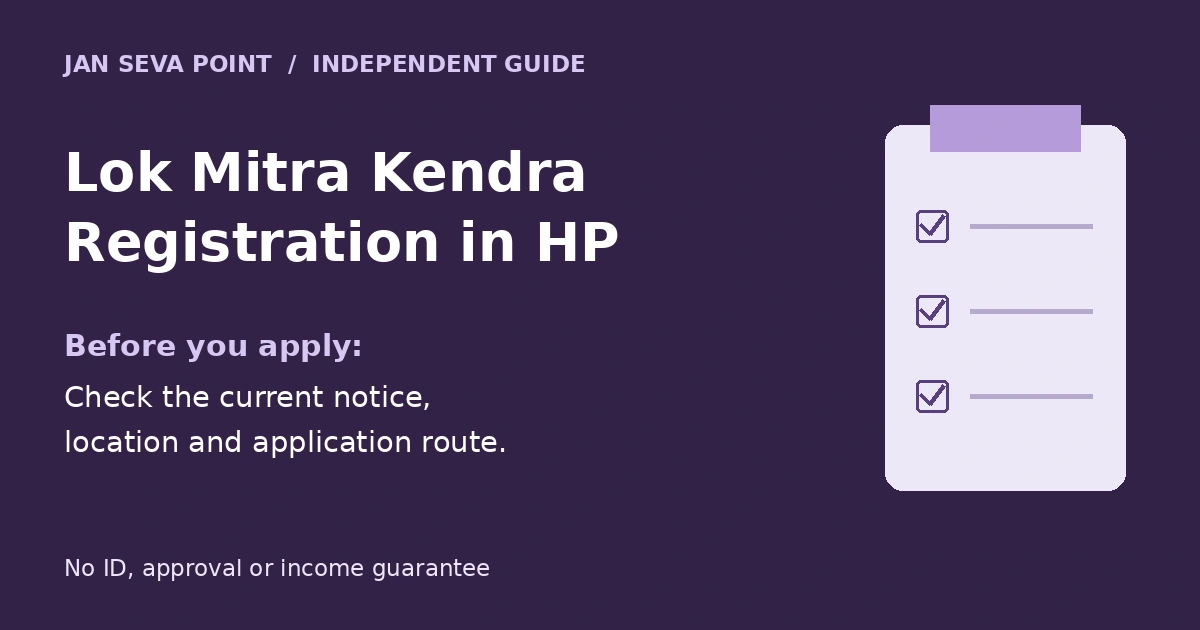 JAN SEVA POINT / INDEPENDENT GUIDE
Lok Mitra Kendra
Registration in HP
Before you apply:
Check the current notice,
location and application route.
No ID, approval or income guarantee